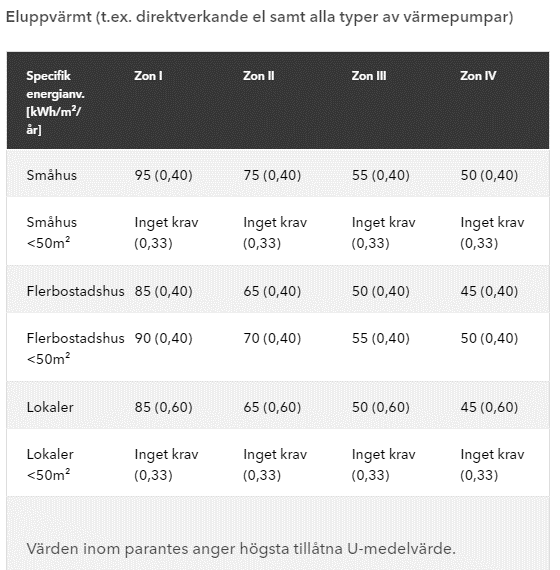 Eluppvärmt (t.ex. direktverkande el samt alla typer av värmepumpar)
Specifik energianv. [kWh/m²/år] Zon I Zon II Zon III Zon IV
Småhus 95 (0,40) 75 (0,40) 55 (0,40) 50 (0,40)
Småhus <50m² Inget krav (0,33) Inget krav (0,33) Inget krav (0,33) Inget krav (0,33)
Flerbostadshus 85 (0,40) 65 (0,40) 50 (0,40) 45 (0,40)
Flerbostadshus <50m² 90 (0,40) 70 (0,40) 55 (0,40) 50 (0,40)
Lokaler 85 (0,60) 65 (0,60) 50 (0,60) 45 (0,60)
Lokaler <50m² Inget krav (0,33) Inget krav (0,33) Inget krav (0,33) Inget krav (0,33)
Värden inom parantes anger högsta tillåtna U-medelvärde.